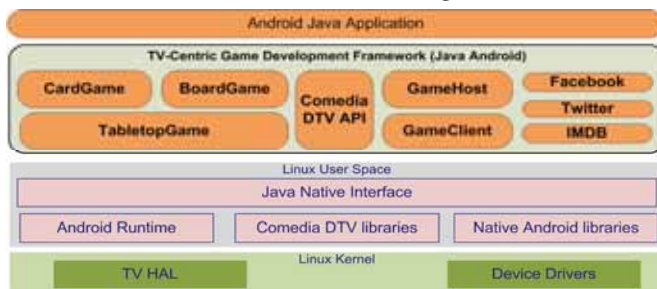 Android Java Application
TV-Centric Game Development Framework (Java Android)
CardGame
BoardGame
TabletopGame
Comedia
DTV API
GameHost
GameClient
Facebook
Twitter
IMDB
Linux User Space
Java Native Interface
Android Runtime
Comedia DTV libraries
Native Android libraries
Linux Kernel
TV HAL
Device Drivers